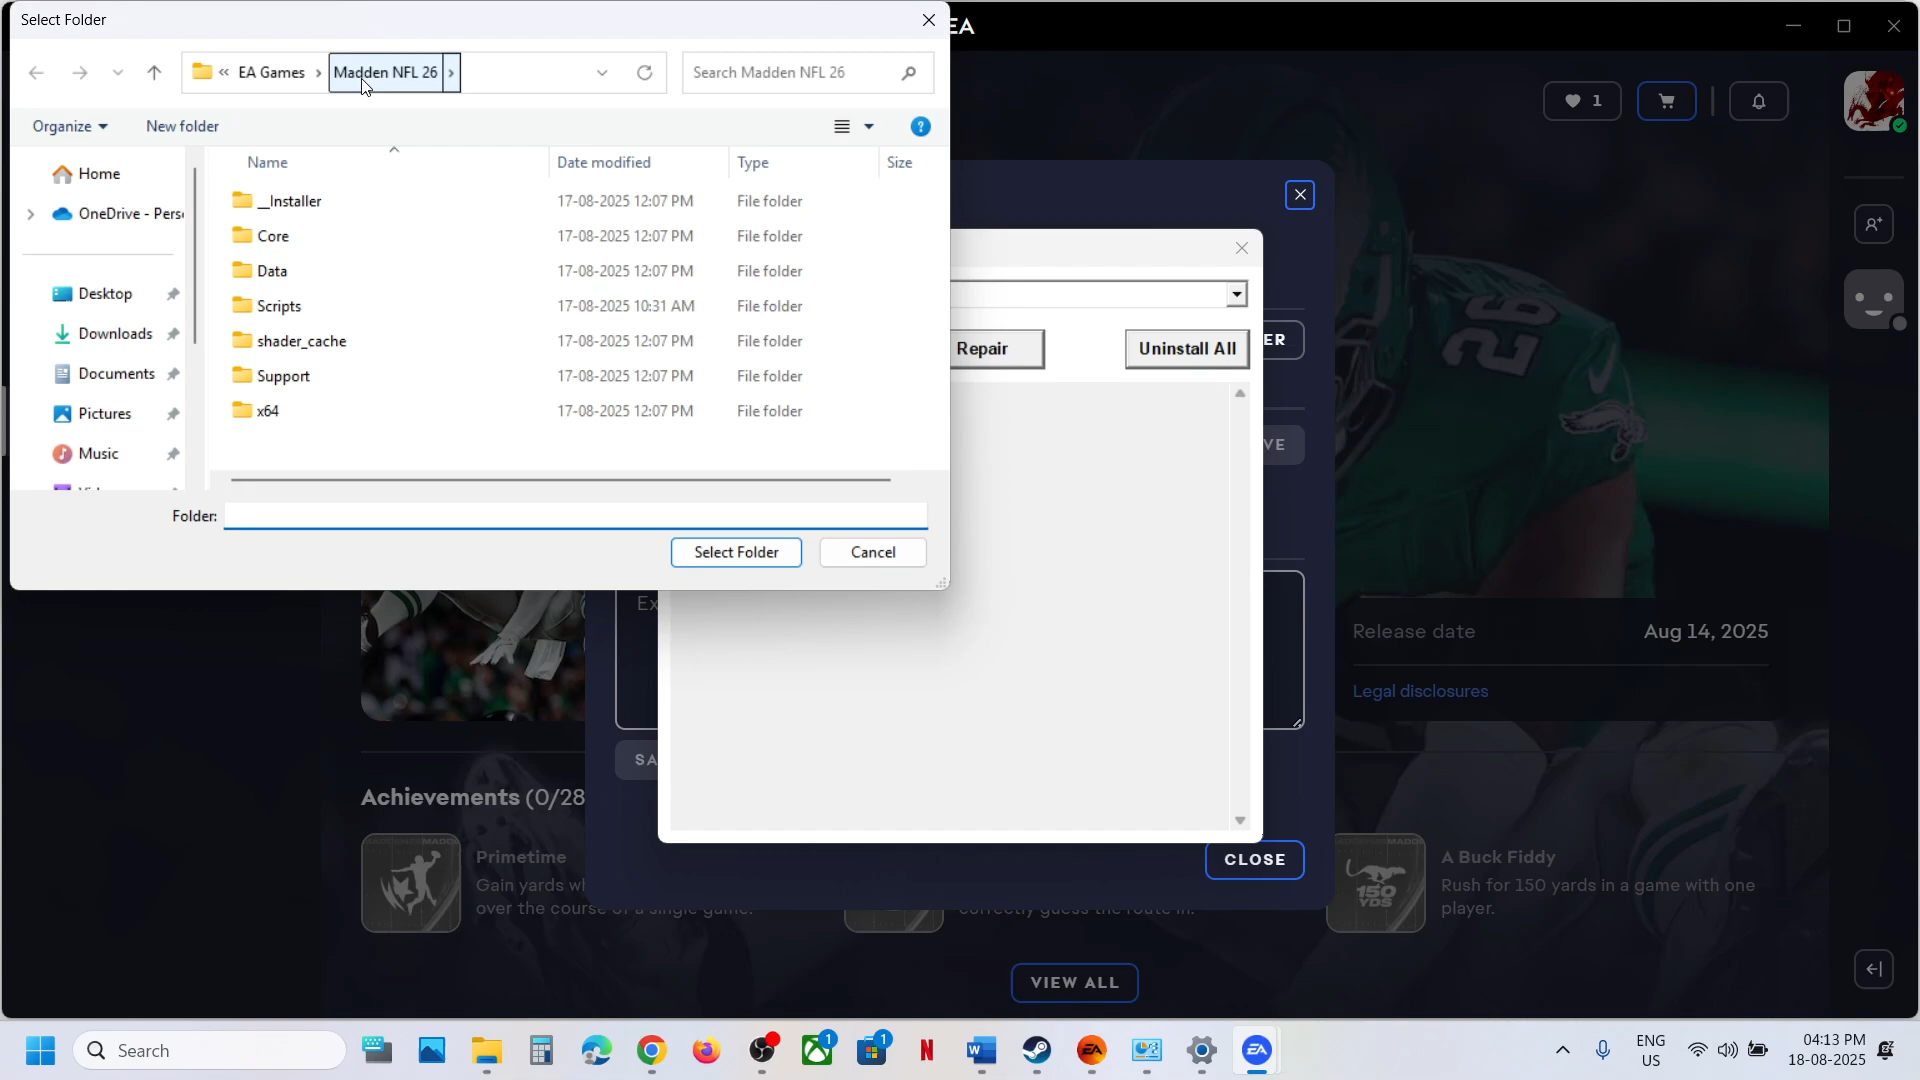 Select Folder
EA
« EA Games > Madden NFL 26 >
Search Madden NFL 26
1
Organize
New folder
Name
Date modified
Type
Size
Home
OneDrive - Pers
Desktop
Downloads
Documents
Pictures
Music
__Installer 17-08-2025 12:07 PM File folder
Core 17-08-2025 12:07 PM File folder
Data 17-08-2025 12:07 PM File folder
Scripts 17-08-2025 10:31 AM File folder
shader_cache 17-08-2025 12:07 PM File folder
Support 17-08-2025 12:07 PM File folder
x64 17-08-2025 12:07 PM File folder
Folder:
Select Folder
Cancel
Repair
Uninstall All
ER
VE
Ex
SA
CLOSE
Release date
Aug 14, 2025
Legal disclosures
Achievements (0/28
Primetime
Gain yards wh
over the course of a single game.
correctly guess the route in.
150
YDS
A Buck Fiddy
Rush for 150 yards in a game with one
player.
VIEW ALL
Search
1
1
ENG
US
04:13 PM
18-08-2025